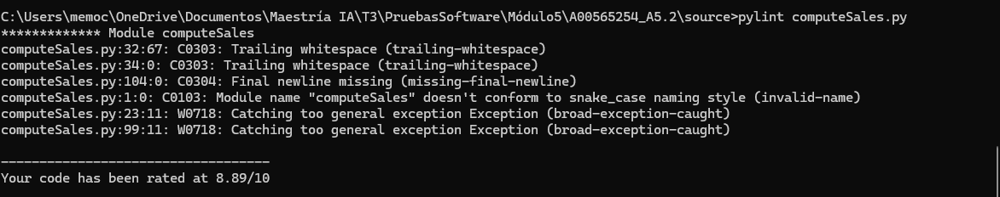 C:\Users\memoc\OneDrive\Documentos\Maestría IA\T3\PruebasSoftware\Módulo5\A00565254_A5.2\source>pylint computeSales.py
************* Module computeSales
computeSales.py:32:67: C0303: Trailing whitespace (trailing-whitespace)
computeSales.py:34:0: C0303: Trailing whitespace (trailing-whitespace)
computeSales.py:104:0: C0304: Final newline missing (missing-final-newline)
computeSales.py:1:0: C0103: Module name "computeSales" doesn't conform to snake_case naming style (invalid-name)
computeSales.py:23:11: W0718: Catching too general exception Exception (broad-exception-caught)
computeSales.py:99:11: W0718: Catching too general exception Exception (broad-exception-caught)
-----------------------------------
Your code has been rated at 8.89/10